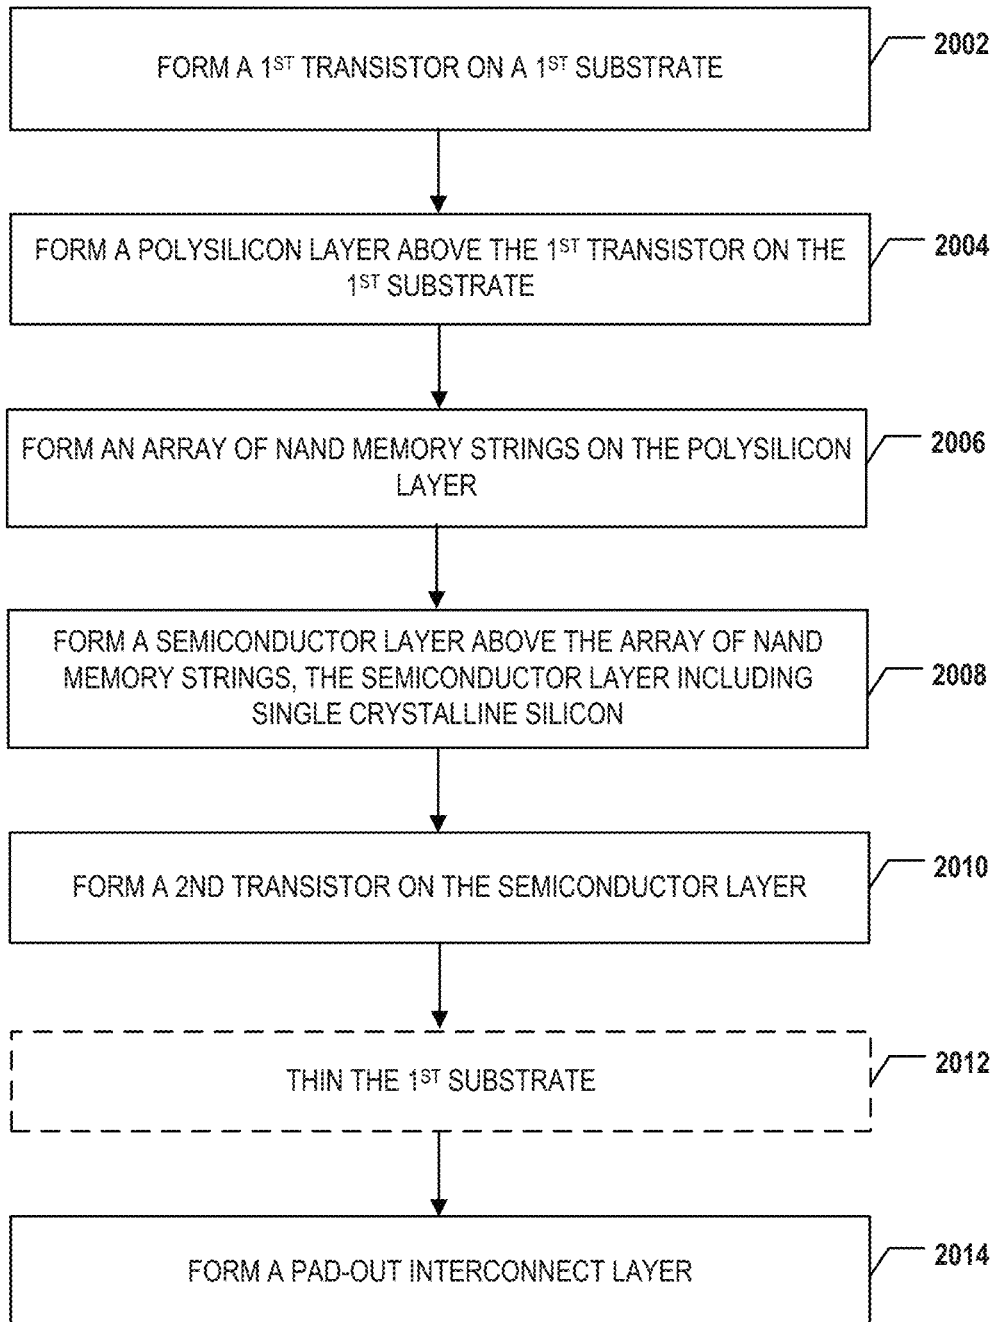 FORM A 1ST TRANSISTOR ON A 1ST SUBSTRATE
2002
FORM A POLYSILICON LAYER ABOVE THE 1ST TRANSISTOR ON THE
1ST SUBSTRATE
2004
FORM AN ARRAY OF NAND MEMORY STRINGS ON THE POLYSILICON
LAYER
2006
FORM A SEMICONDUCTOR LAYER ABOVE THE ARRAY OF NAND
MEMORY STRINGS, THE SEMICONDUCTOR LAYER INCLUDING
SINGLE CRYSTALLINE SILICON
2008
FORM A 2ND TRANSISTOR ON THE SEMICONDUCTOR LAYER
2010
THIN THE 1ST SUBSTRATE
2012
FORM A PAD-OUT INTERCONNECT LAYER
2014